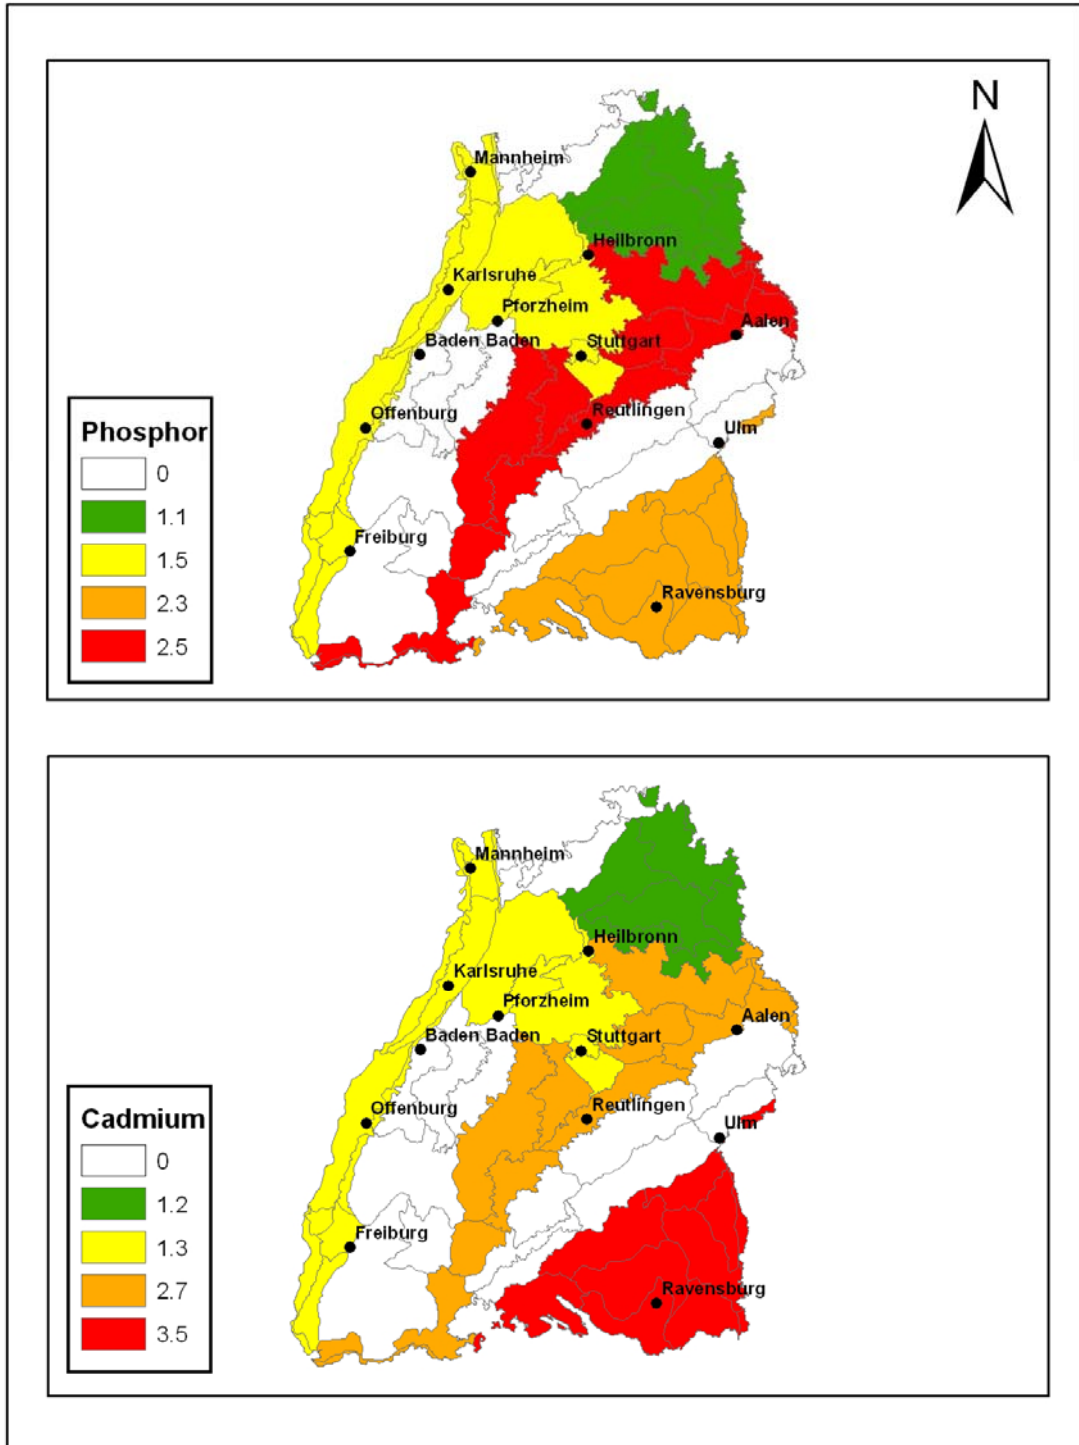 N
Mannheim
Heilbronn
Karlsruhe
Pforzheim
Aalen
Baden Baden
Stuttgart
Offenburg
Reutlingen
Ulm
Freiburg
Ravensburg
Phosphor
0
1.1
1.5
2.3
2.5
Mannheim
Heilbronn
Karlsruhe
Pforzheim
Aalen
Baden Baden
Stuttgart
Offenburg
Reutlingen
Ulm
Freiburg
Ravensburg
Cadmium
0
1.2
1.3
2.7
3.5